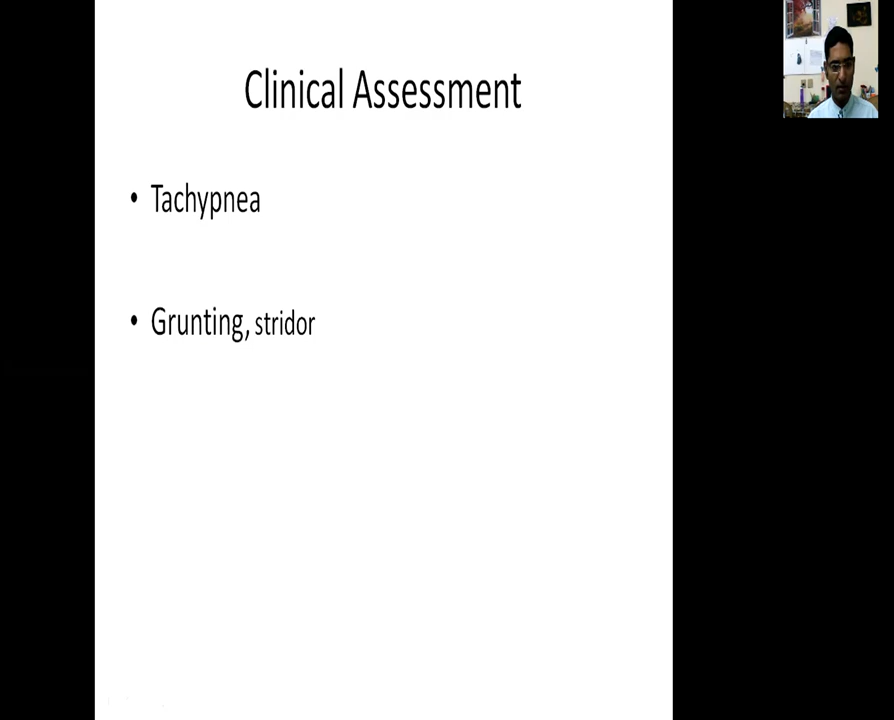 Clinical Assessment
• Tachypnea
• Grunting, stridor